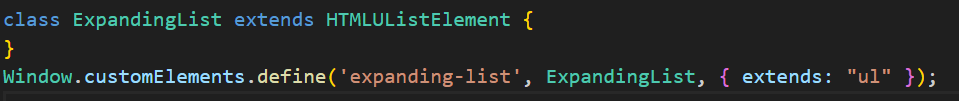 class ExpandingList extends HTMLUListElement {
}
Window.customElements.define('expanding-list', ExpandingList, { extends: "ul" });